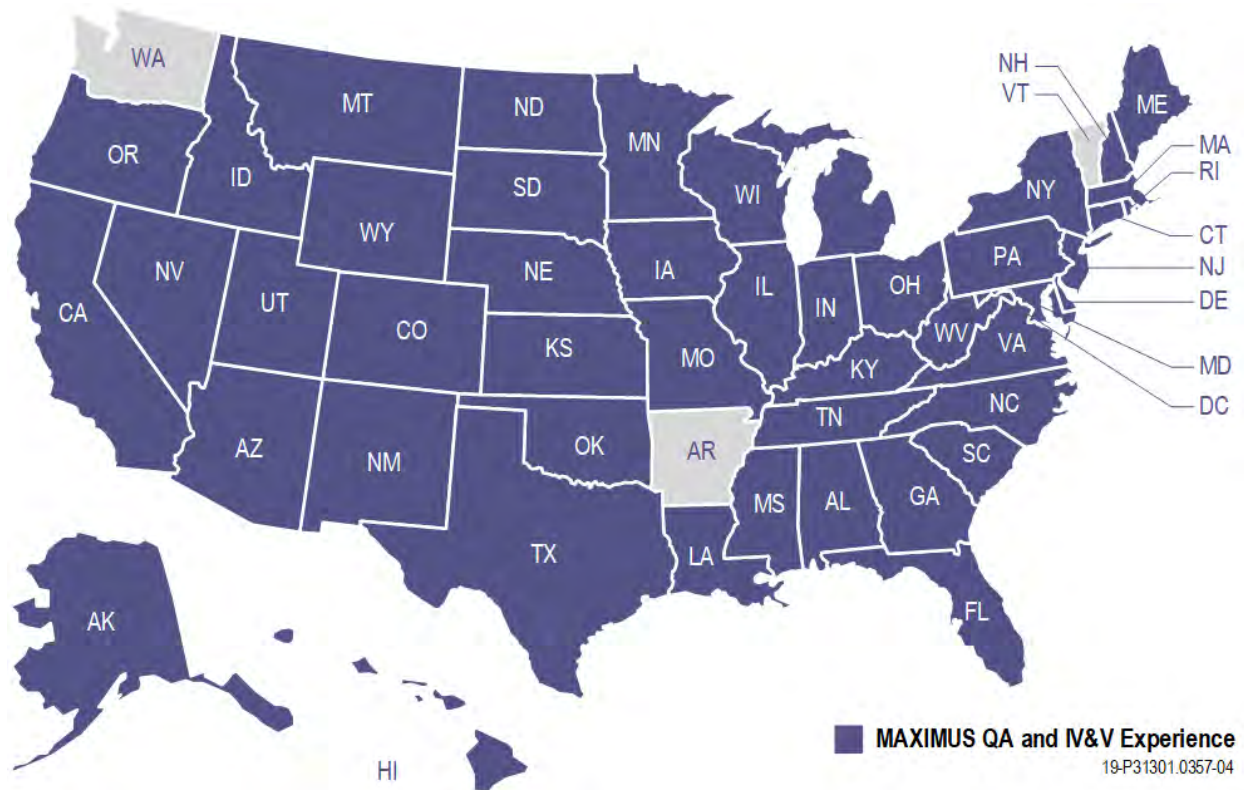 WA
NH
VT
ME
MT
ND
MN
OR
ID
SD
WI
NY
MA
RI
WY
CT
NV
NE
IA
PA
NJ
CA
UT
CO
IL
IN
OH
DE
KS
MO
WV
VA
MD
KY
DC
AZ
NM
OK
AR
TN
NC
SC
MS
AL
GA
TX
LA
FL
AK
HI
MAXIMUS QA and IV&V Experience
19-P31301.0357-04